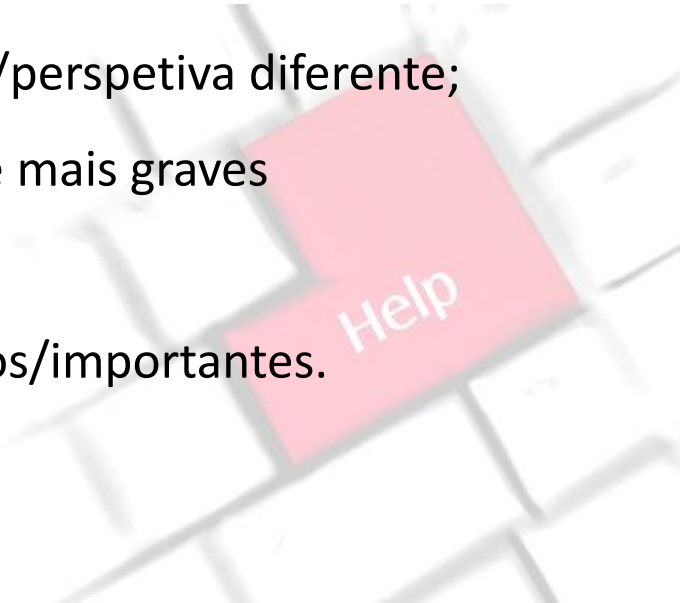 /perspetiva diferente;
e mais graves
Help
os/importantes.